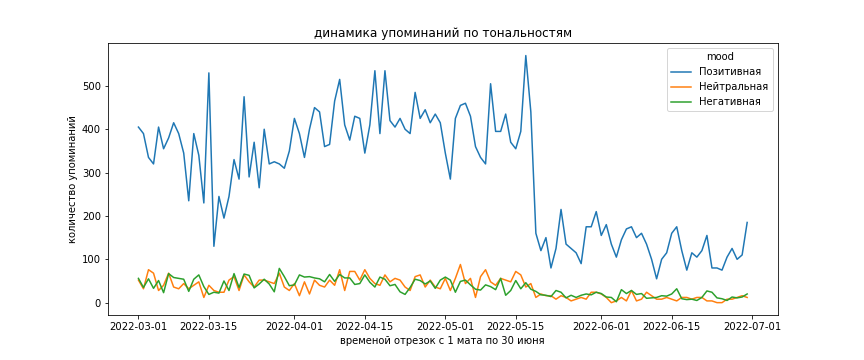 динамика упоминаний по тональностям
mood
Позитивная
Нейтральная
Негативная
количество упоминаний
500
400
300
200
100
0
2022-03-01 2022-03-15 2022-04-01 2022-04-15 2022-05-01 2022-05-15 2022-06-01 2022-06-15 2022-07-01
временой отрезок с 1 мата по 30 июня